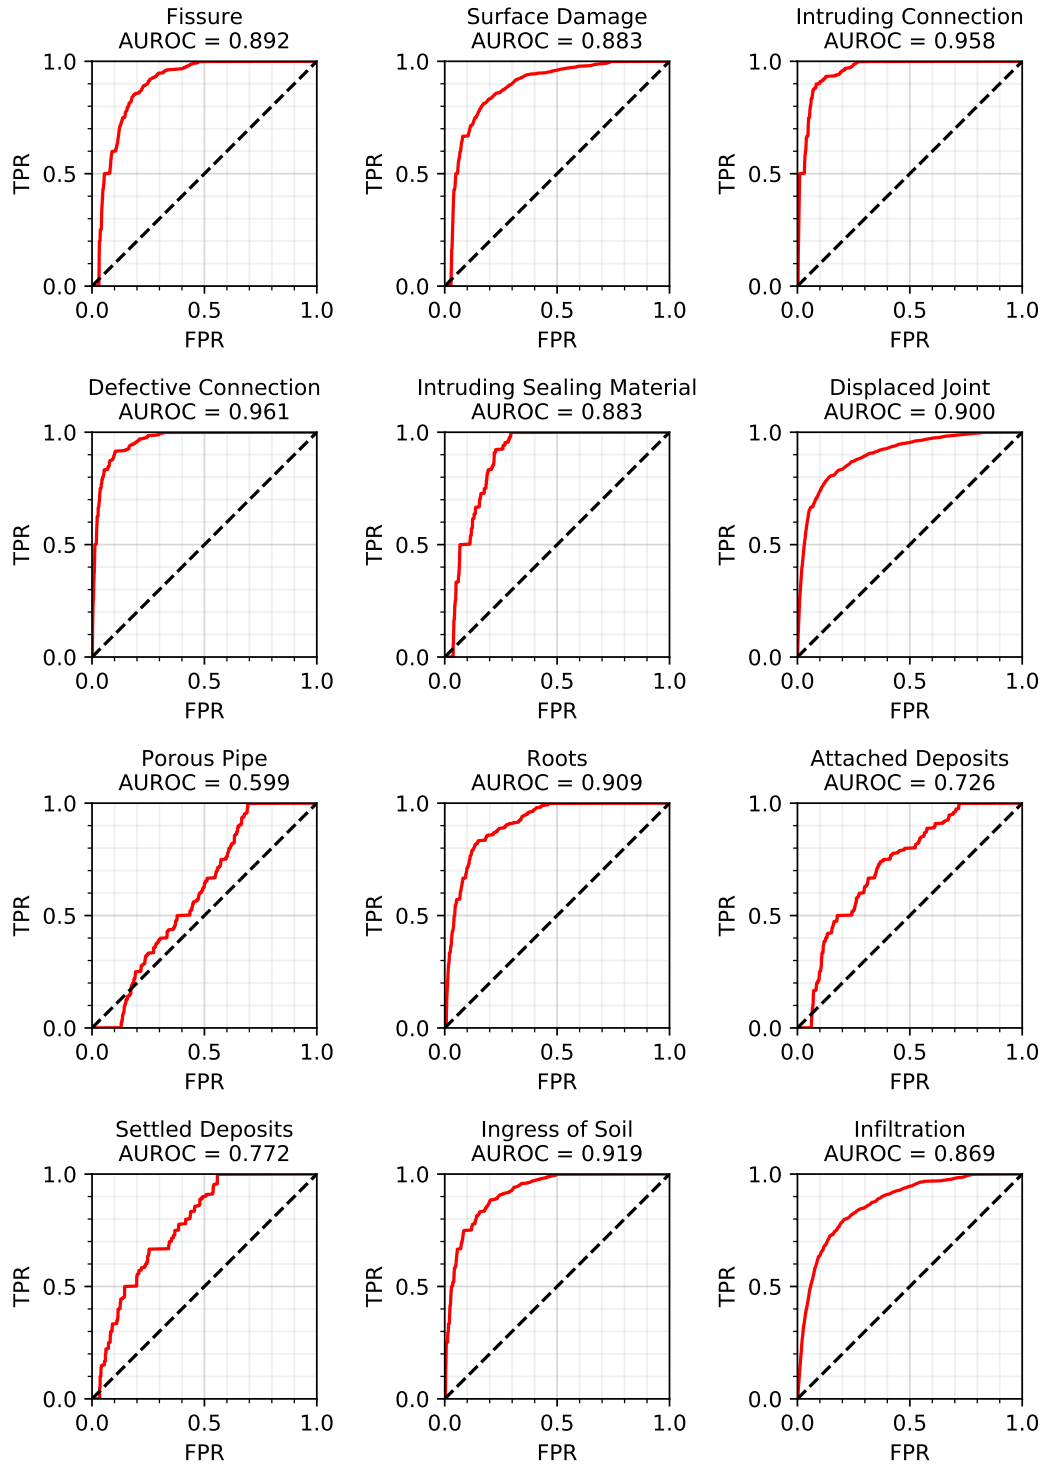 Fissure
AUROC = 0.892
1.0
0.5
0.0
TPR
0.0 0.5 1.0
FPR
Surface Damage
AUROC = 0.883
1.0
0.5
0.0
TPR
0.0 0.5 1.0
FPR
Intruding Connection
AUROC = 0.958
1.0
0.5
0.0
TPR
0.0 0.5 1.0
FPR
Defective Connection
AUROC = 0.961
1.0
0.5
0.0
TPR
0.0 0.5 1.0
FPR
Intruding Sealing Material
AUROC = 0.883
1.0
0.5
0.0
TPR
0.0 0.5 1.0
FPR
Displaced Joint
AUROC = 0.900
1.0
0.5
0.0
TPR
0.0 0.5 1.0
FPR
Porous Pipe
AUROC = 0.599
1.0
0.5
0.0
TPR
0.0 0.5 1.0
FPR
Roots
AUROC = 0.909
1.0
0.5
0.0
TPR
0.0 0.5 1.0
FPR
Attached Deposits
AUROC = 0.726
1.0
0.5
0.0
TPR
0.0 0.5 1.0
FPR
Settled Deposits
AUROC = 0.772
1.0
0.5
0.0
TPR
0.0 0.5 1.0
FPR
Ingress of Soil
AUROC = 0.919
1.0
0.5
0.0
TPR
0.0 0.5 1.0
FPR
Infiltration
AUROC = 0.869
1.0
0.5
0.0
TPR
0.0 0.5 1.0
FPR